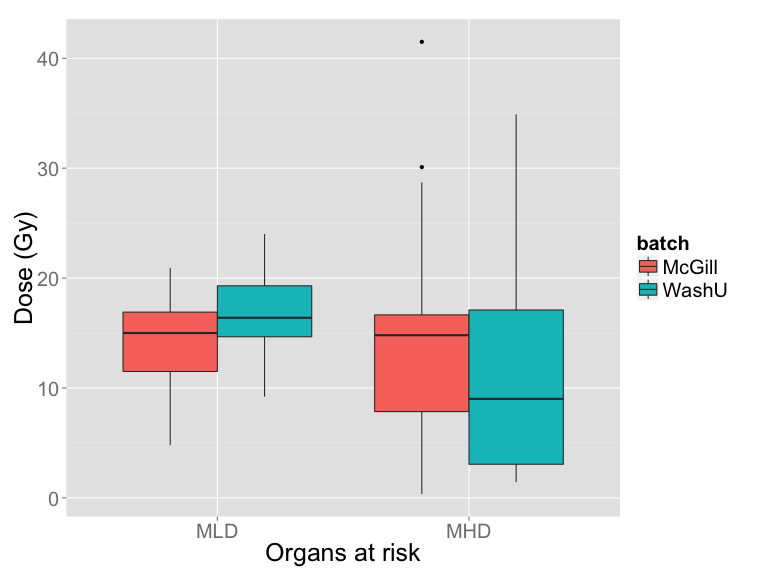 40
30
20
10
0
Dose (Gy)
MLD
MHD
Organs at risk
batch
McGill
WashU